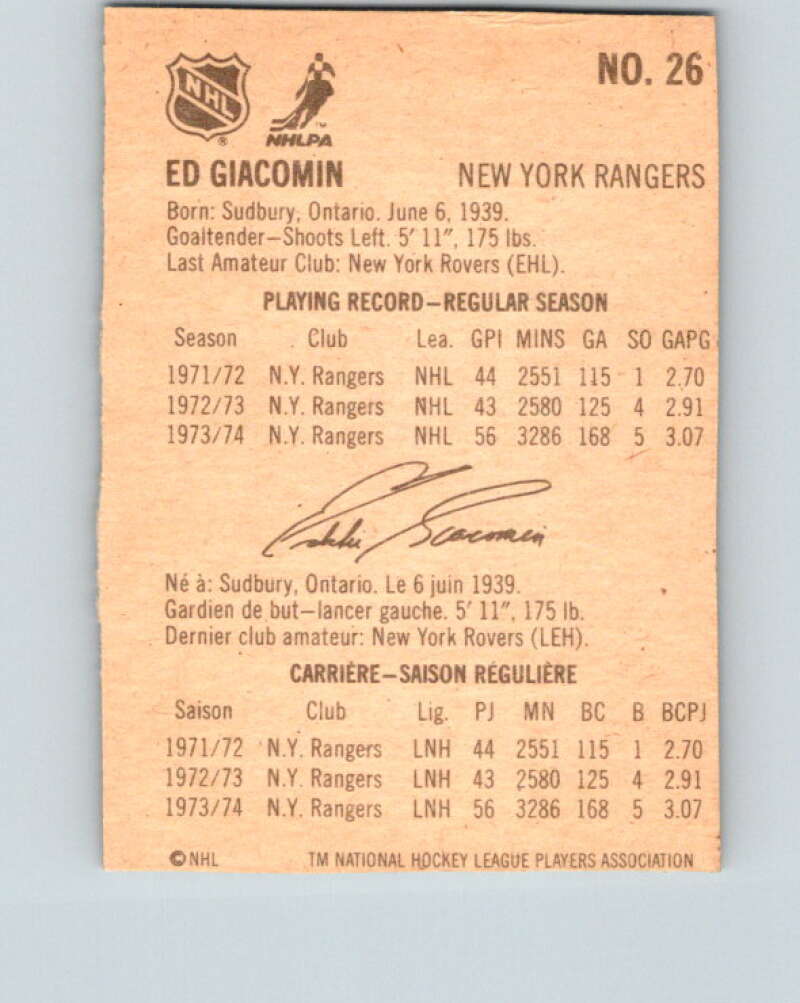 NO. 26
NHL ®
NHLPA ™
ED GIACOMIN NEW YORK RANGERS
Born: Sudbury, Ontario. June 6, 1939.
Goaltender—Shoots Left. 5′ 11″, 175 lbs.
Last Amateur Club: New York Rovers (EHL).
PLAYING RECORD—REGULAR SEASON
Season Club Lea. GPI MINS GA SO GAPG
1971/72 N.Y. Rangers NHL 44 2551 115 1 2.70
1972/73 N.Y. Rangers NHL 43 2580 125 4 2.91
1973/74 N.Y. Rangers NHL 56 3286 168 5 3.07
Eddie Giacomin
Né à: Sudbury, Ontario. Le 6 juin 1939.
Gardien de but—lancer gauche. 5′ 11″, 175 lb.
Dernier club amateur: New York Rovers (LEH).
CARRIÈRE—SAISON RÉGULIÈRE
Saison Club Lig. PJ MN BC B BCPJ
1971/72 N.Y. Rangers LNH 44 2551 115 1 2.70
1972/73 N.Y. Rangers LNH 43 2580 125 4 2.91
1973/74 N.Y. Rangers LNH 56 3286 168 5 3.07
©NHL TM NATIONAL HOCKEY LEAGUE PLAYERS ASSOCIATION